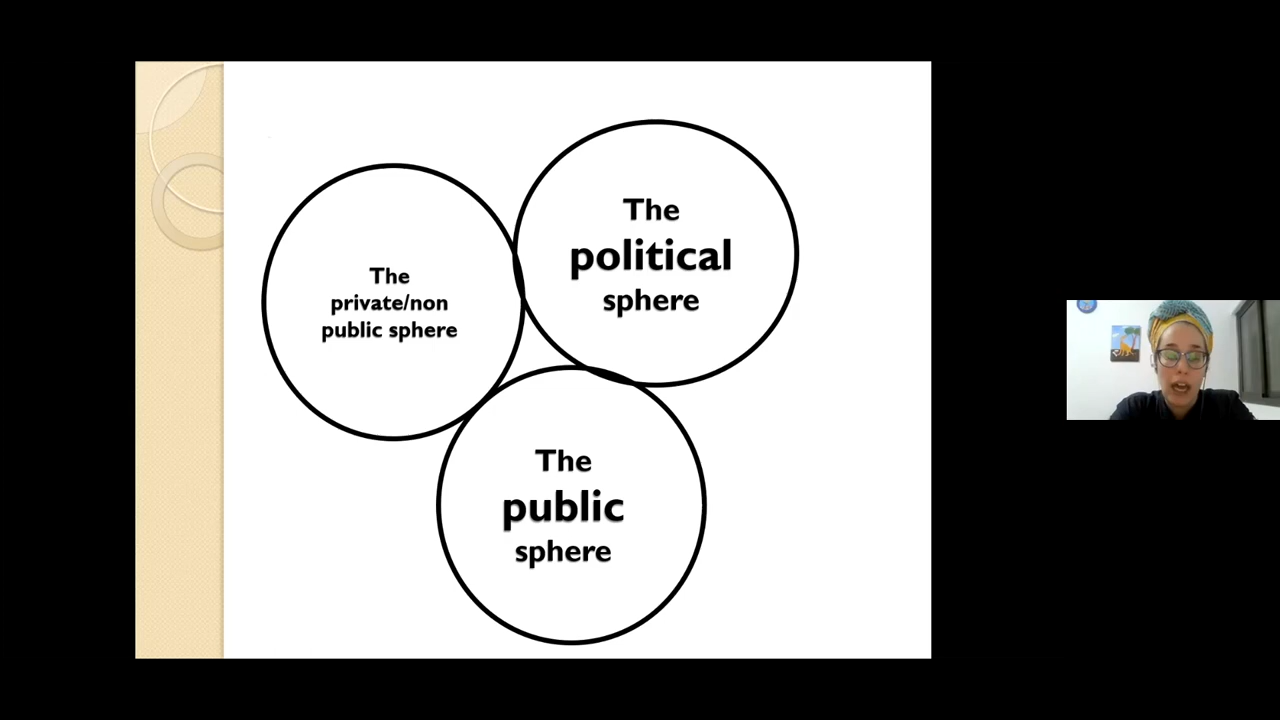 The
political
sphere
The
private/non
public sphere
The
public
sphere